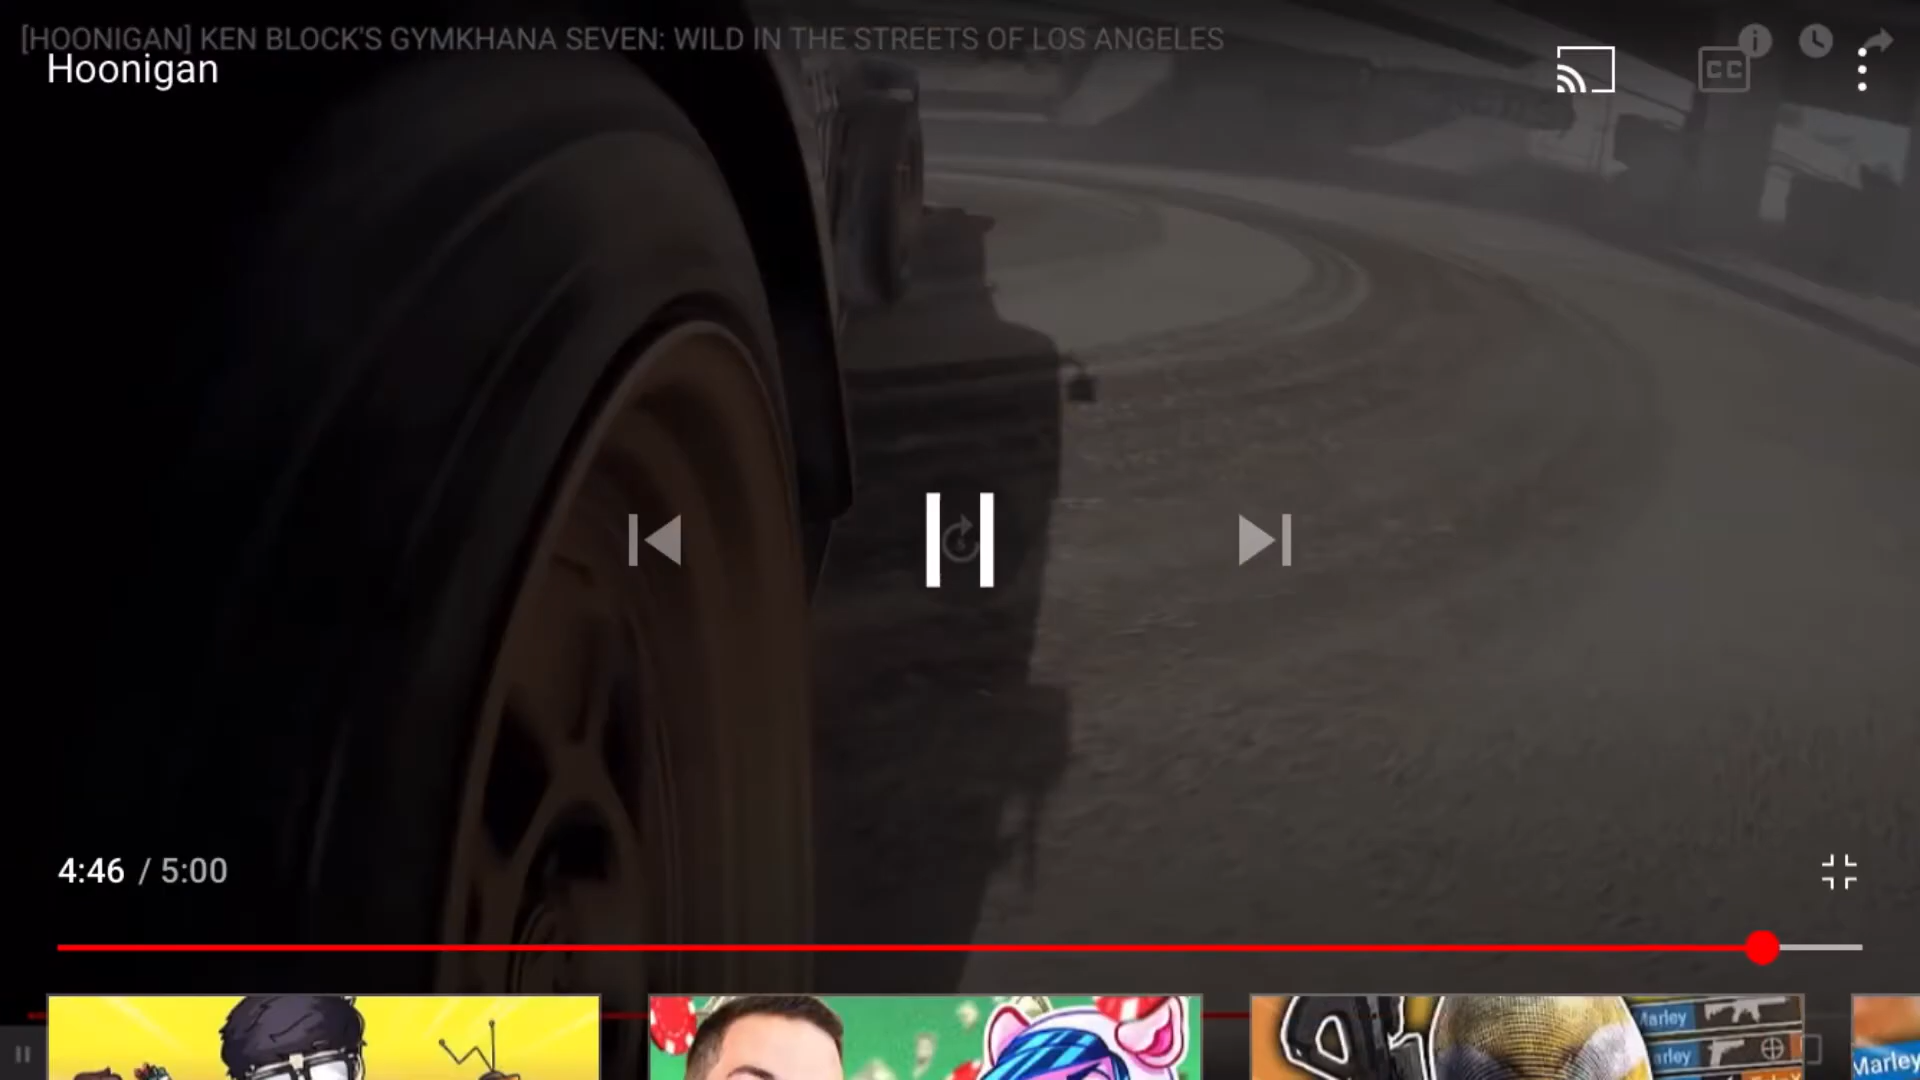 [HOONIGAN] KEN BLOCK'S GYMKHANA SEVEN: WILD IN THE STREETS OF LOS ANGELES
Hoonigan
CC
5
4:46 / 5:00
Marley
Marley
Marley